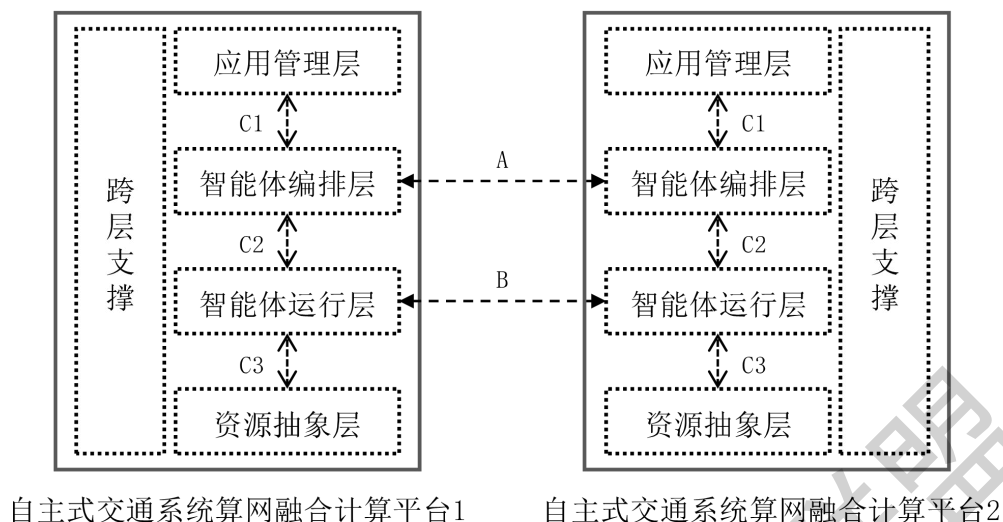 应用管理层
C1
智能体编排层
C2
智能体运行层
C3
资源抽象层
跨层支撑
A
B
应用管理层
C1
智能体编排层
C2
智能体运行层
C3
资源抽象层
跨层支撑
自主式交通系统算网融合计算平台1
自主式交通系统算网融合计算平台2